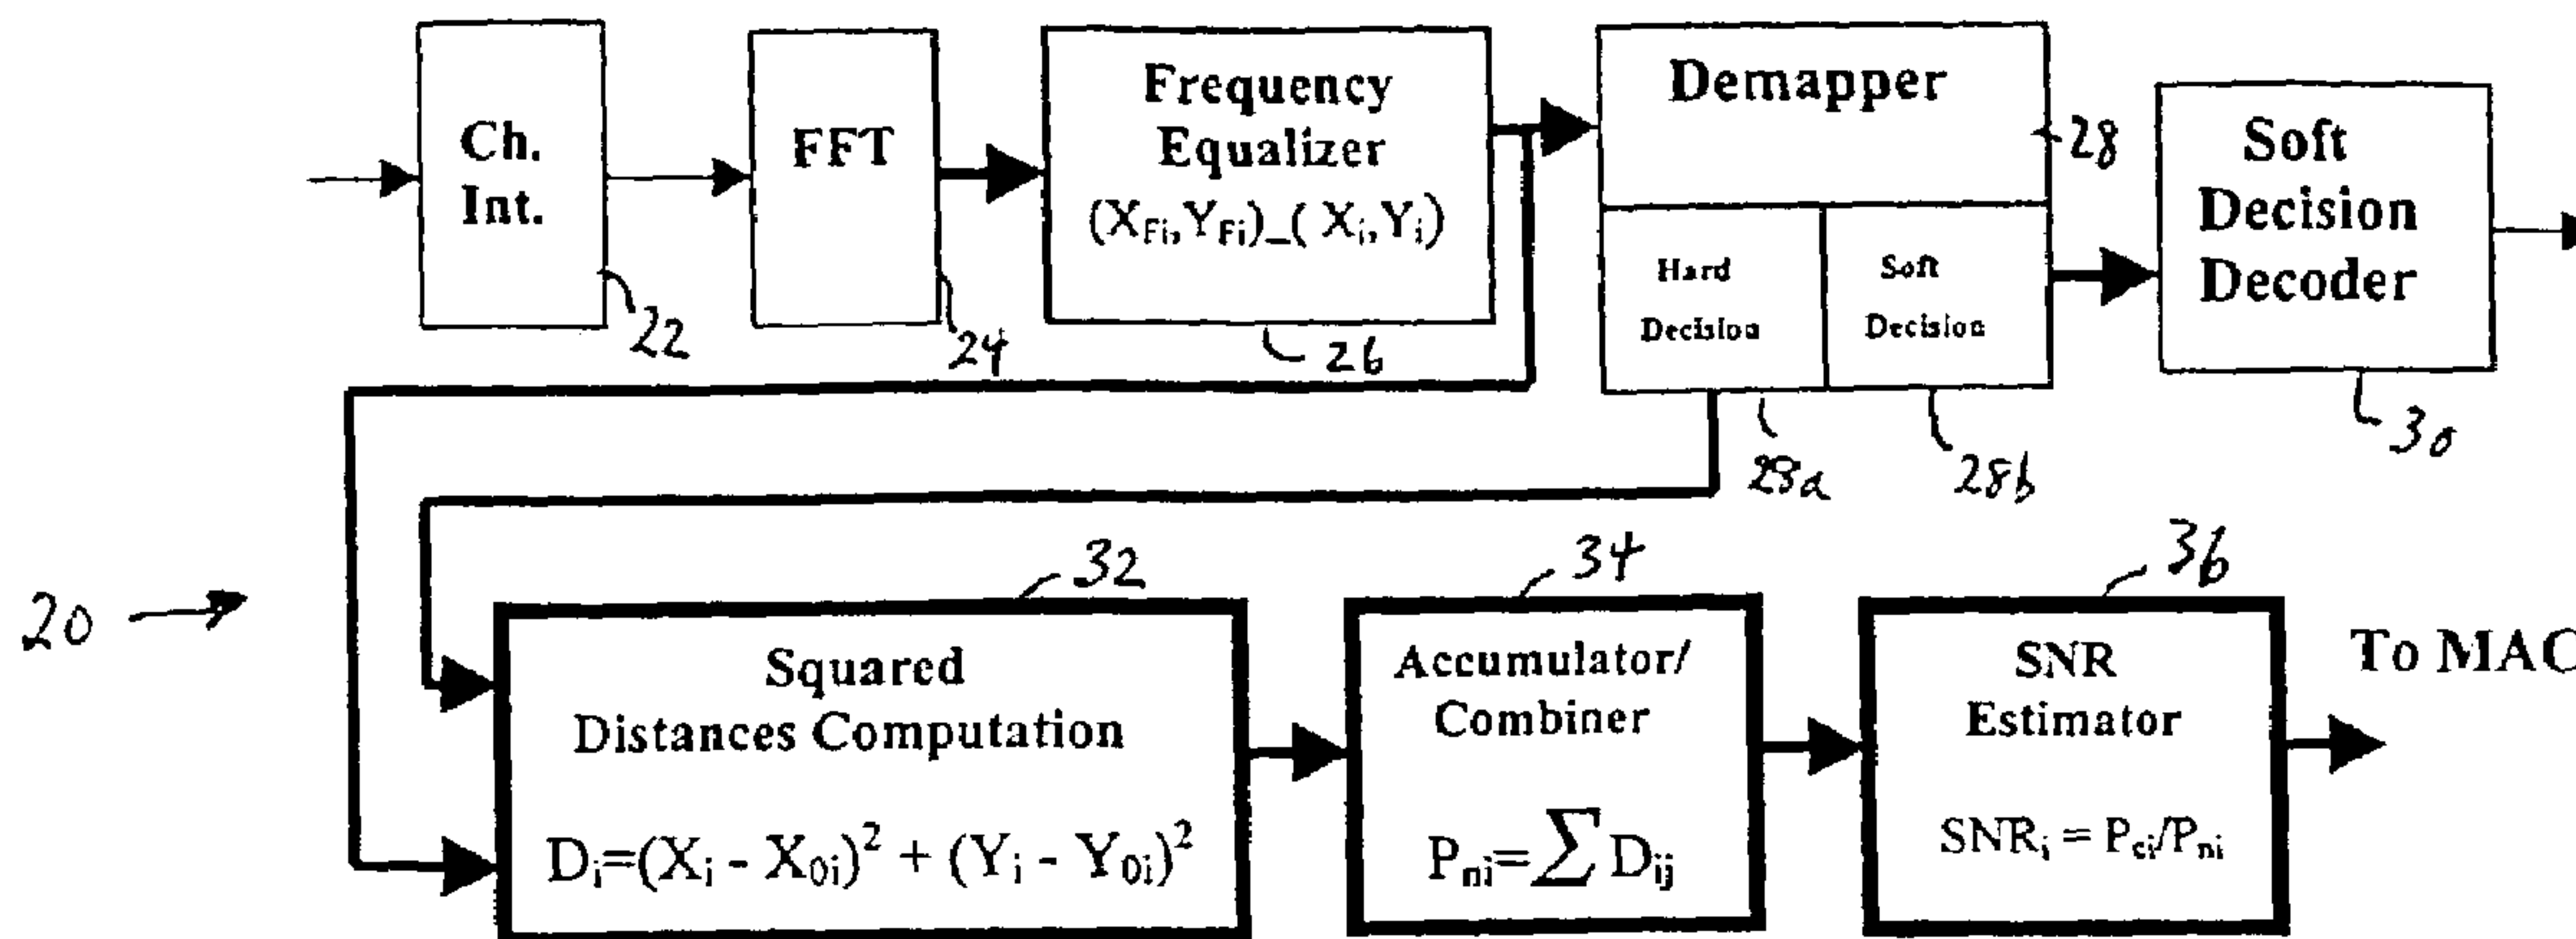 Ch.
Int.
22
FFT
24
Frequency
Equalizer
(X_Fi,Y_Fi)_( X_i,Y_i)
26
Demapper
28
Hard
Decision
28a
Soft
Decision
28b
Soft
Decision
Decoder
30
20
32
Squared
Distances Computation
D_i=(X_i - X_0i)² + (Y_i - Y_0i)²
34
Accumulator/
Combiner
P_ni=∑ D_ij
36
SNR
Estimator
SNR_i = P_ci/P_ni
To MAC